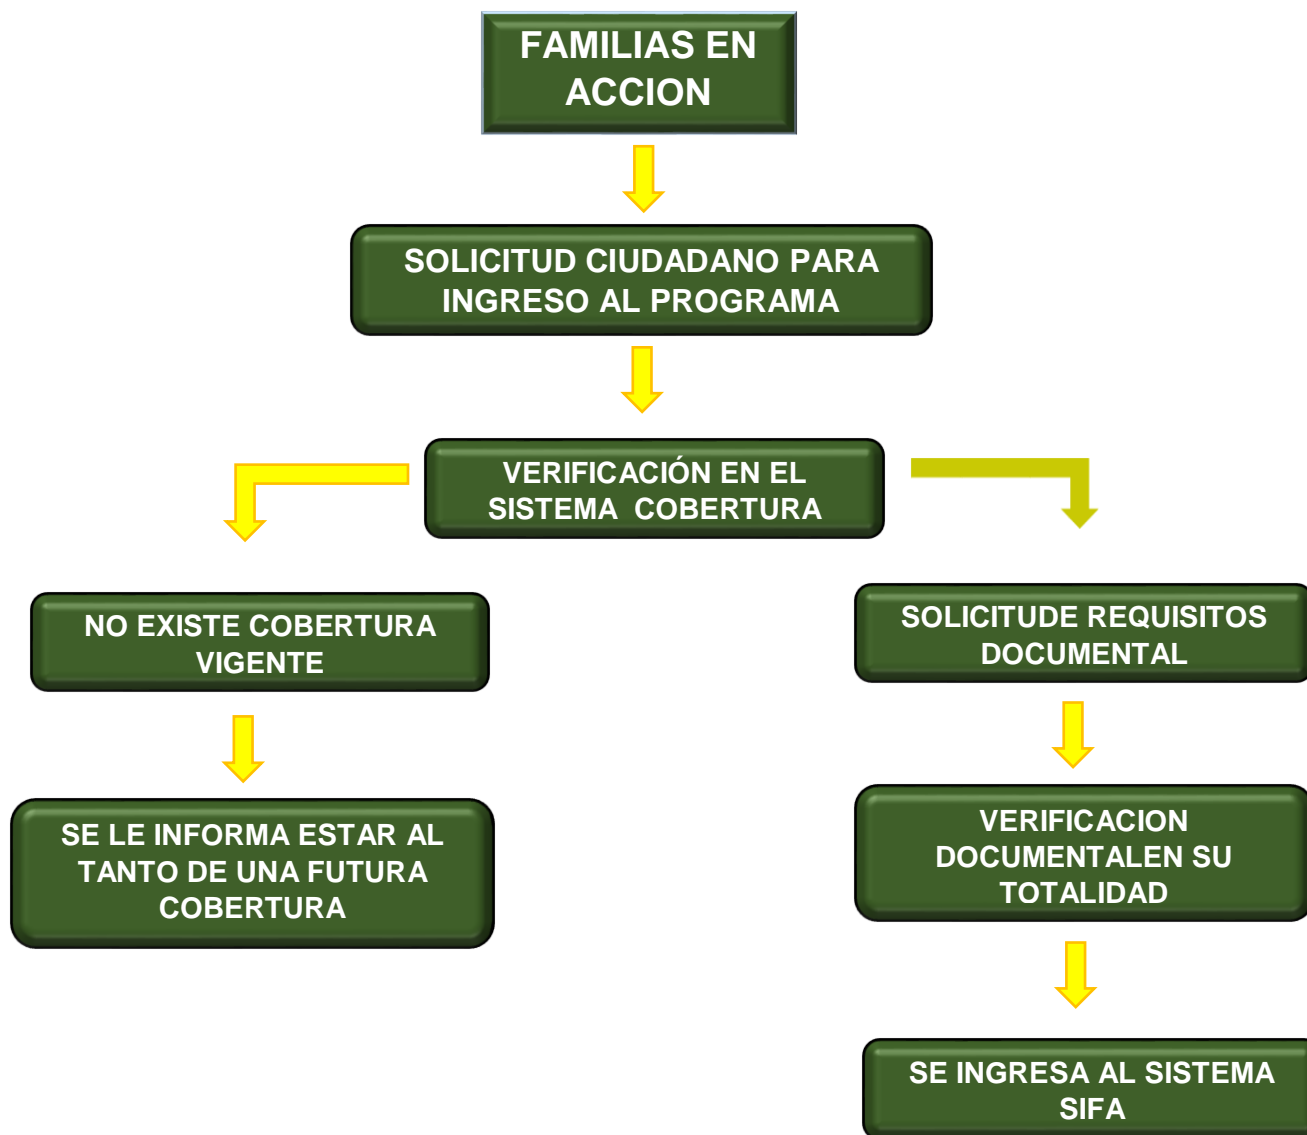 FAMILIAS EN
ACCION
SOLICITUD CIUDADANO PARA
INGRESO AL PROGRAMA
VERIFICACIÓN EN EL
SISTEMA  COBERTURA
NO EXISTE COBERTURA
VIGENTE
SE LE INFORMA ESTAR AL
TANTO DE UNA FUTURA
COBERTURA
SOLICITUDE REQUISITOS
DOCUMENTAL
VERIFICACION
DOCUMENTALEN SU
TOTALIDAD
SE INGRESA AL SISTEMA
SIFA